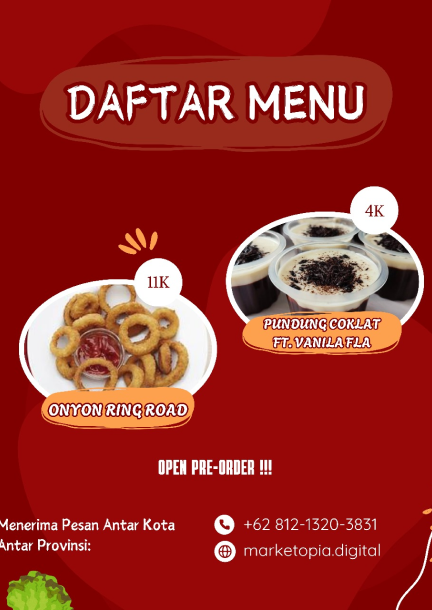 DAFTAR MENU
4K
11K
PUNDUNG COKLAT
FT. VANILA FLA
ONYON RING ROAD
OPEN PRE-ORDER !!!
Menerima Pesan Antar Kota
Antar Provinsi:
+62 812-1320-3831
marketopia.digital